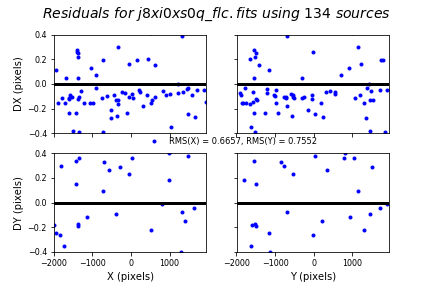 Residuals for j8xi0xs0q_flc.fits using 134 sources
0.4
0.2
0.0
−0.2
−0.4
DX (pixels)
RMS(X) = 0.6657, RMS(Y) = 0.7552
0.4
0.2
0.0
−0.2
−0.4
DY (pixels)
−2000 −1000 0 1000
X (pixels)
−2000 −1000 0 1000
Y (pixels)